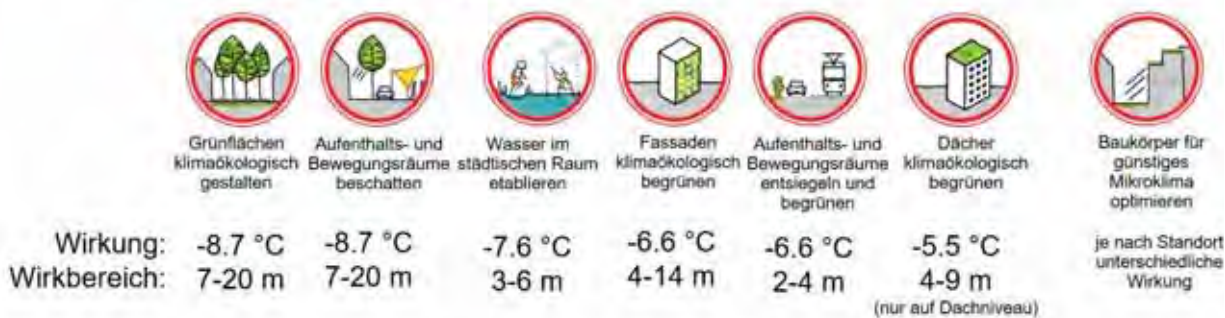 Grünflächen
klimaökologisch
gestalten
Aufenthalts- und
Bewegungsräume
beschatten
Wasser im
städtischen Raum
etablieren
Fassaden
klimaökologisch
begrünen
Aufenthalts- und
Bewegungsräume
entsiegeln und
begrünen
Dächer
klimaökologisch
begrünen
Baukörper für
günstiges
Mikroklima
optimieren
Wirkung: -8.7 °C -8.7 °C -7.6 °C -6.6 °C -6.6 °C -5.5 °C
Wirkbereich: 7-20 m 7-20 m 3-6 m 4-14 m 2-4 m 4-9 m
(nur auf Dachniveau)
je nach Standort
unterschiedliche
Wirkung